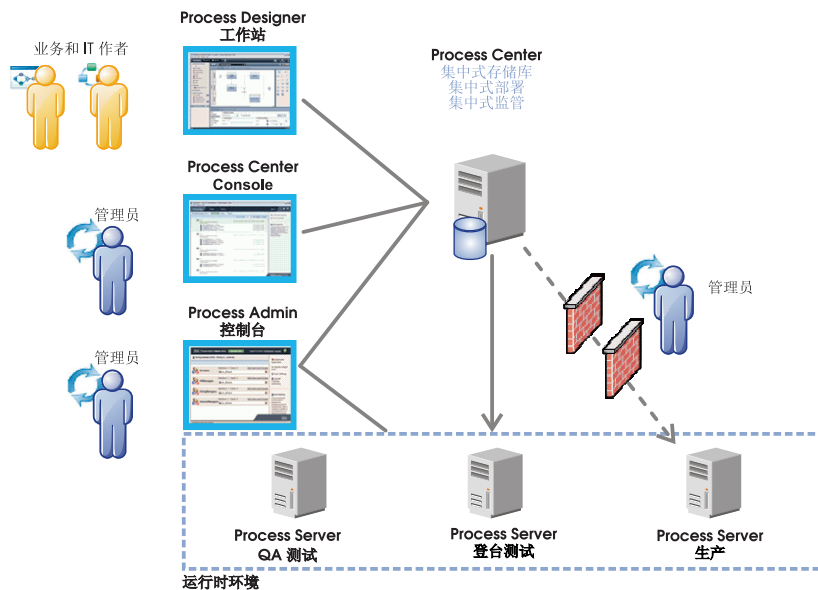 Process Designer
工作站
业务和 IT 作者
Process Center
集中式存储库
集中式部署
集中式监管
Process Center
Console
管理员
管理员
Process Admin
控制台
管理员
Process Server
QA 测试
Process Server
登台测试
Process Server
生产
运行时环境